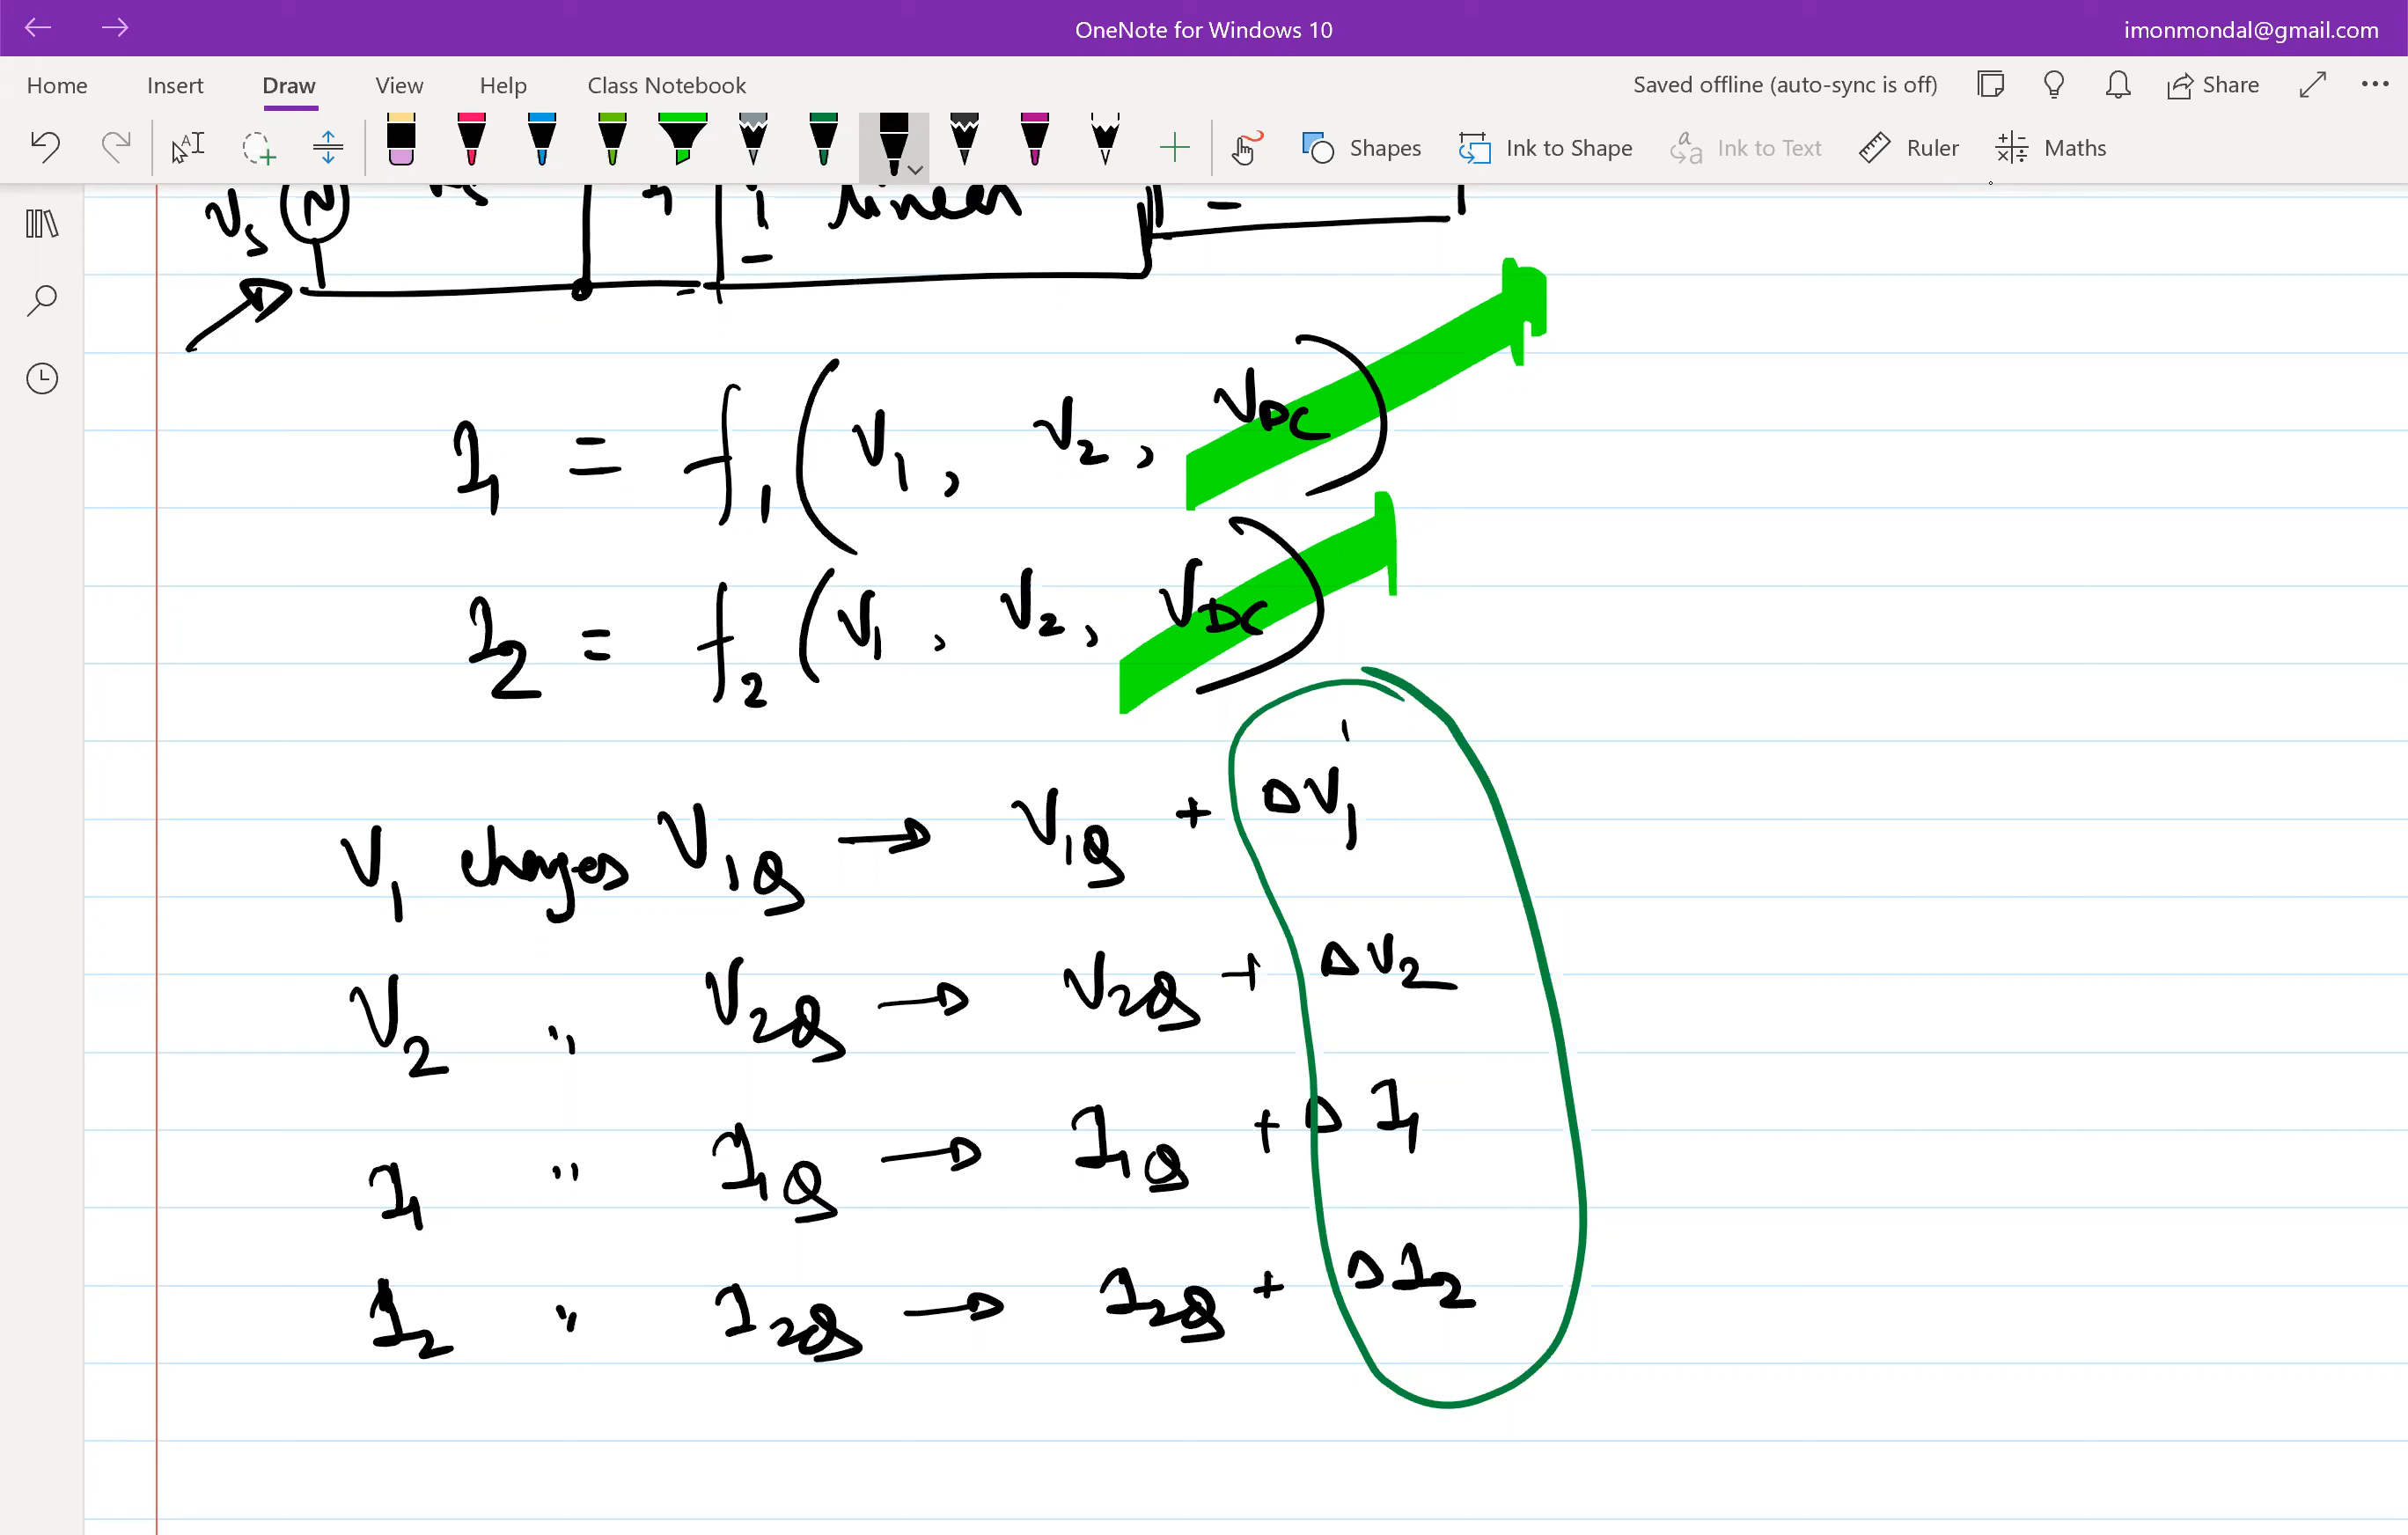 OneNote for Windows 10
imonmondal@gmail.com
Home Insert Draw View Help Class Notebook
Saved offline (auto-sync is off) Share
Shapes Ink to Shape Ink to Text Ruler Maths
Vs linear
I1 = f1 (V1, V2, VDC)
I2 = f2 (V1, V2, VDC)
V1 changes V1Q → V1Q + ΔV1
V2 " V2Q → V2Q + ΔV2
I1 " I1Q → I1Q + ΔI1
I2 " I2Q → I2Q + ΔI2